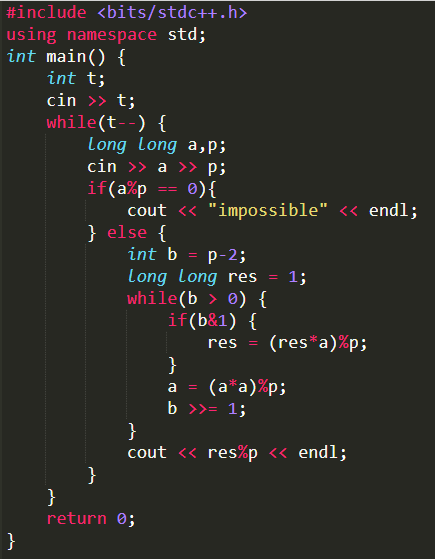 #include <bits/stdc++.h>
using namespace std;
int main() {
    int t;
    cin >> t;
    while(t--) {
        long long a,p;
        cin >> a >> p;
        if(a%p == 0){
            cout << "impossible" << endl;
        } else {
            int b = p-2;
            long long res = 1;
            while(b > 0) {
                if(b&1) {
                    res = (res*a)%p;
                }
                a = (a*a)%p;
                b >>= 1;
            }
            cout << res%p << endl;
        }
    }
    return 0;
}